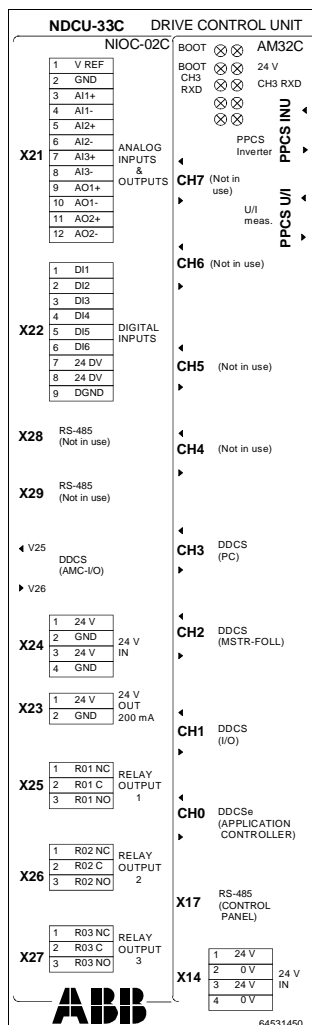 NDCU-33C DRIVE CONTROL UNIT
NIOC-02C
X21
1 V REF
2 GND
3 AI1+
4 AI1-
5 AI2+
6 AI2-
7 AI3+
8 AI3-
9 AO1+
10 AO1-
11 AO2+
12 AO2-
ANALOG
INPUTS
&
OUTPUTS
X22
1 DI1
2 DI2
3 DI3
4 DI4
5 DI5
6 DI6
7 24 DV
8 24 DV
9 DGND
DIGITAL
INPUTS
X28 RS-485
(Not in use)
X29 RS-485
(Not in use)
V25
DDCS
(AMC-I/O)
V26
X24
1 24 V
2 GND
3 24 V
4 GND
24 V
IN
X23
1 24 V
2 GND
24 V
OUT
200 mA
X25
1 R01 NC
2 R01 C
3 R01 NO
RELAY
OUTPUT
1
X26
1 R02 NC
2 R02 C
3 R02 NO
RELAY
OUTPUT
2
X27
1 R03 NC
2 R03 C
3 R03 NO
RELAY
OUTPUT
3
ABB
BOOT AM32C
BOOT 24 V
CH3 CH3 RXD
RXD
PPCS
Inverter
PPCS INU
U/I
meas.
PPCS U/I
CH7 (Not in
use)
CH6 (Not in use)
CH5 (Not in use)
CH4 (Not in use)
CH3 DDCS
(PC)
CH2 DDCS
(MSTR-FOLL)
CH1 DDCS
(I/O)
CH0 DDCSe
(APPLICATION
CONTROLLER)
X17 RS-485
(CONTROL
PANEL)
X14
1 24 V
2 0 V
3 24 V
4 0 V
24 V
IN
64531450